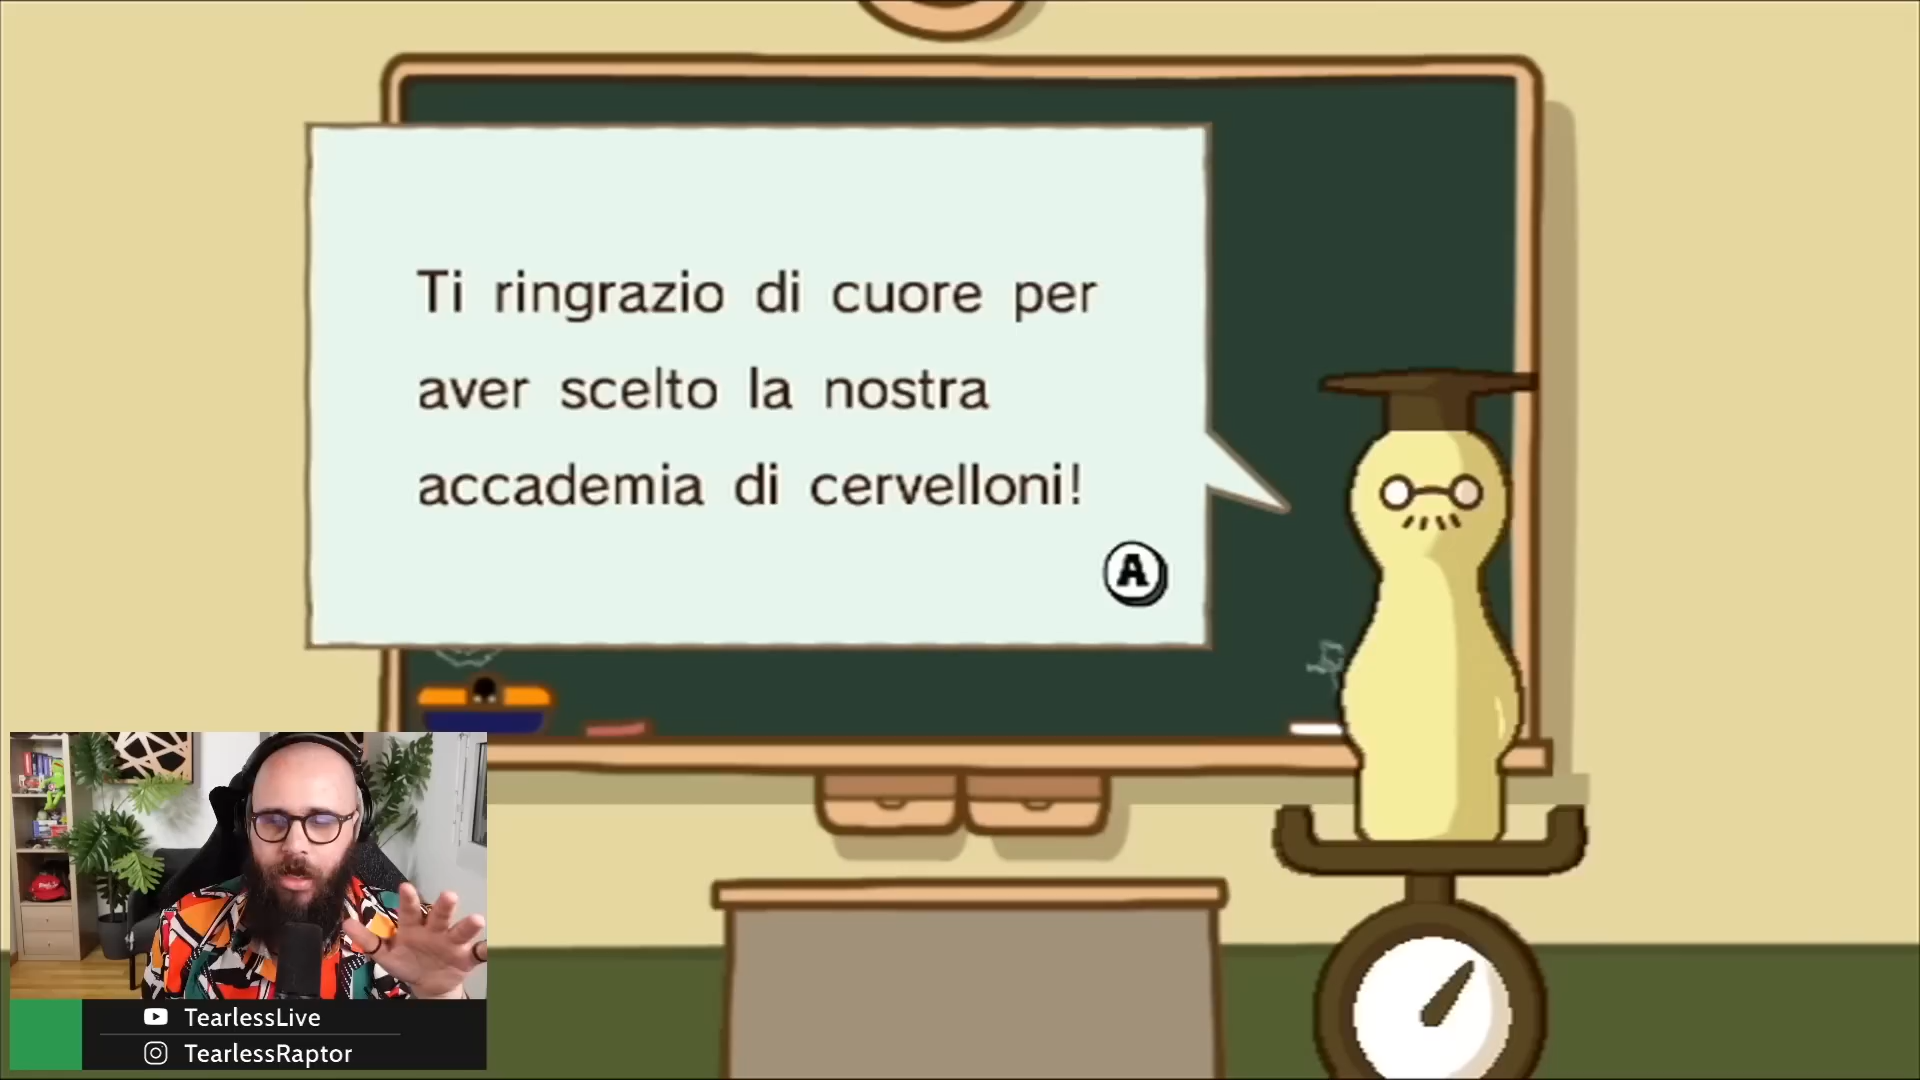 Ti ringrazio di cuore per
aver scelto la nostra
accademia di cervelloni!
A
TearlessLive
TearlessRaptor